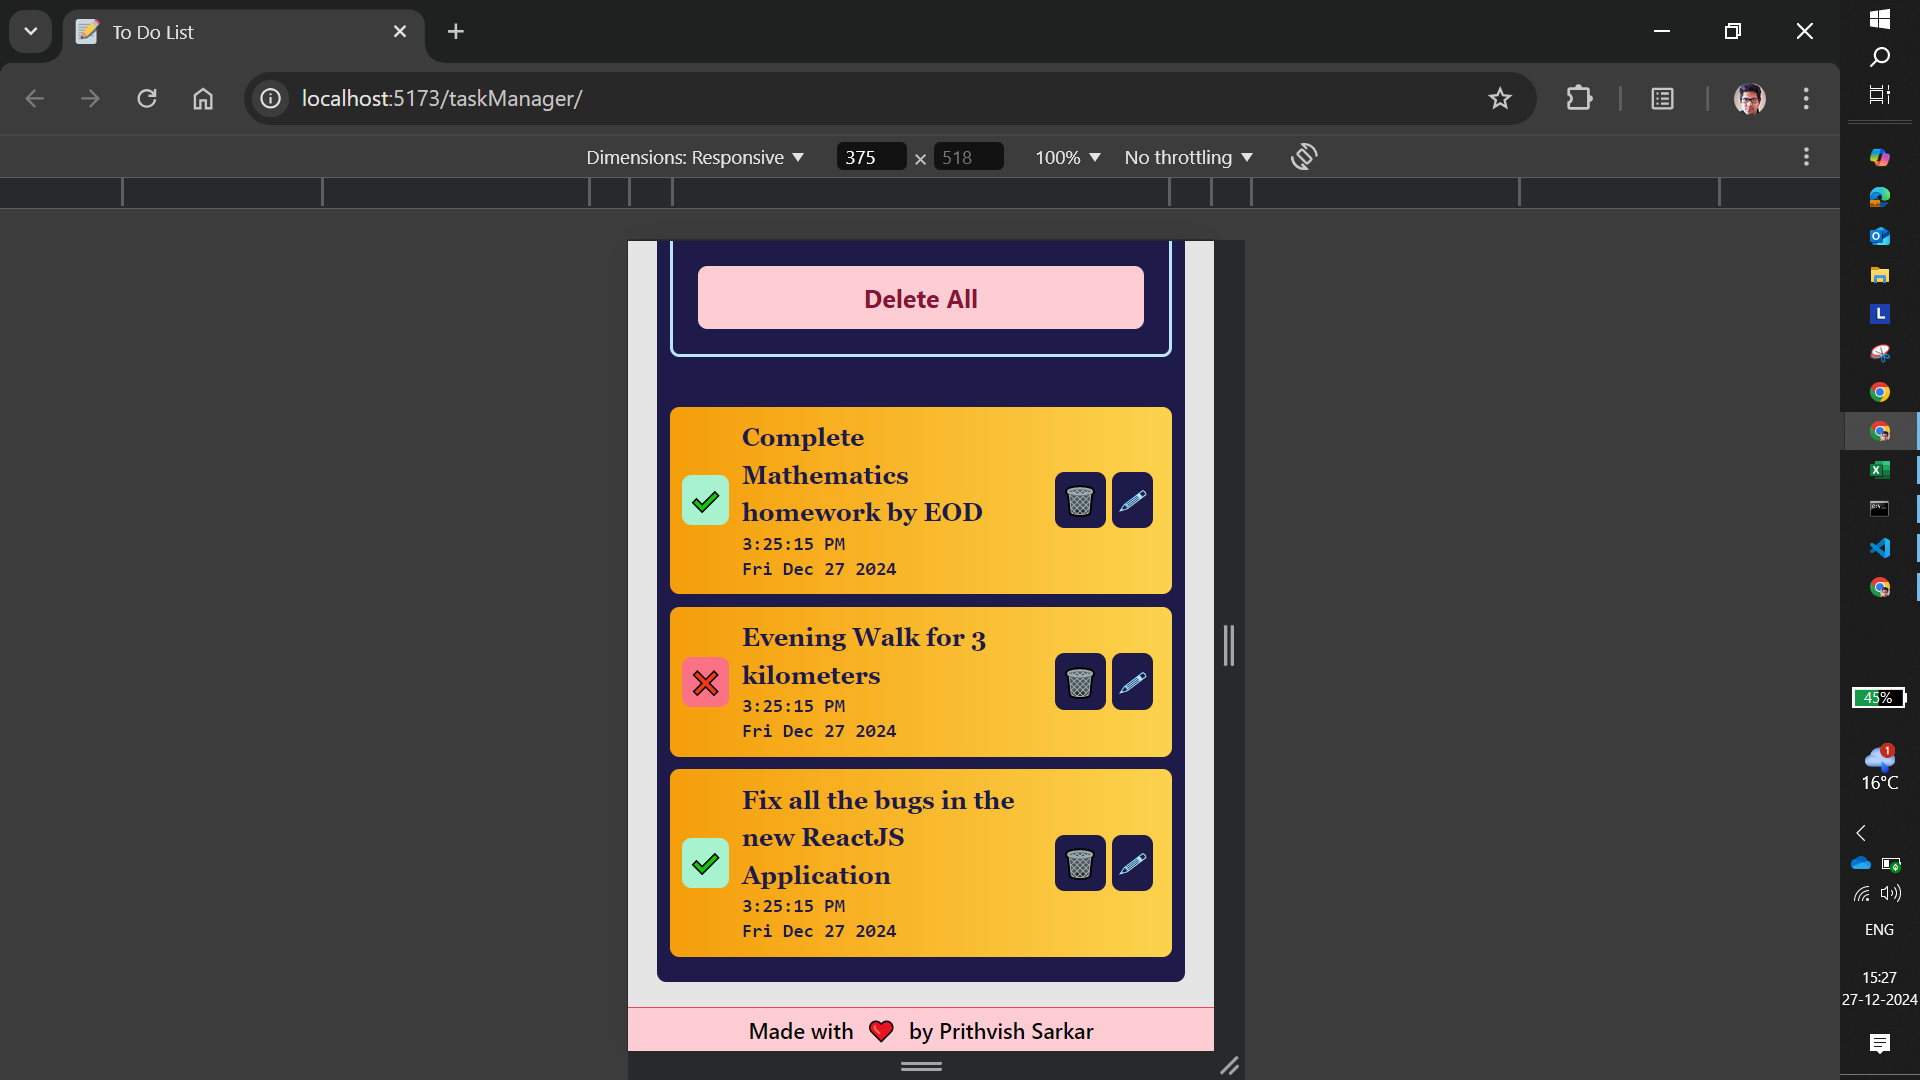 To Do List
localhost:5173/taskManager/
Dimensions: Responsive
375 × 518
100%
No throttling
Delete All
Complete
Mathematics
homework by EOD
3:25:15 PM
Fri Dec 27 2024
Evening Walk for 3
kilometers
3:25:15 PM
Fri Dec 27 2024
Fix all the bugs in the
new ReactJS
Application
3:25:15 PM
Fri Dec 27 2024
Made with ❤️ by Prithvish Sarkar
L
45%
1
16°C
ENG
15:27
27-12-2024